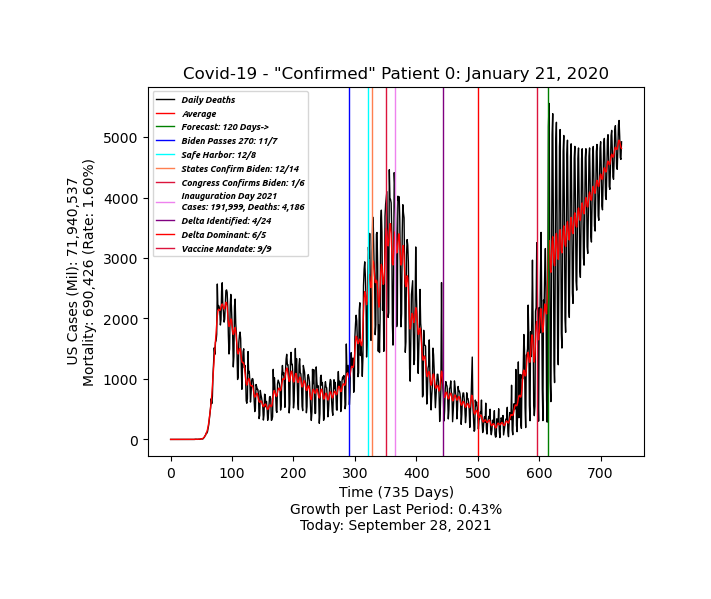 Covid-19 - "Confirmed" Patient 0: January 21, 2020
Daily Deaths
Average
Forecast: 120 Days->
Biden Passes 270: 11/7
Safe Harbor: 12/8
States Confirm Biden: 12/14
Congress Confirms Biden: 1/6
Inauguration Day 2021
Cases: 191,999, Deaths: 4,186
Delta Identified: 4/24
Delta Dominant: 6/5
Vaccine Mandate: 9/9
US Cases (Mil): 71,940,537
Mortality: 690,426 (Rate: 1.60%)
5000
4000
3000
2000
1000
0
0 100 200 300 400 500 600 700
Time (735 Days)
Growth per Last Period: 0.43%
Today: September 28, 2021